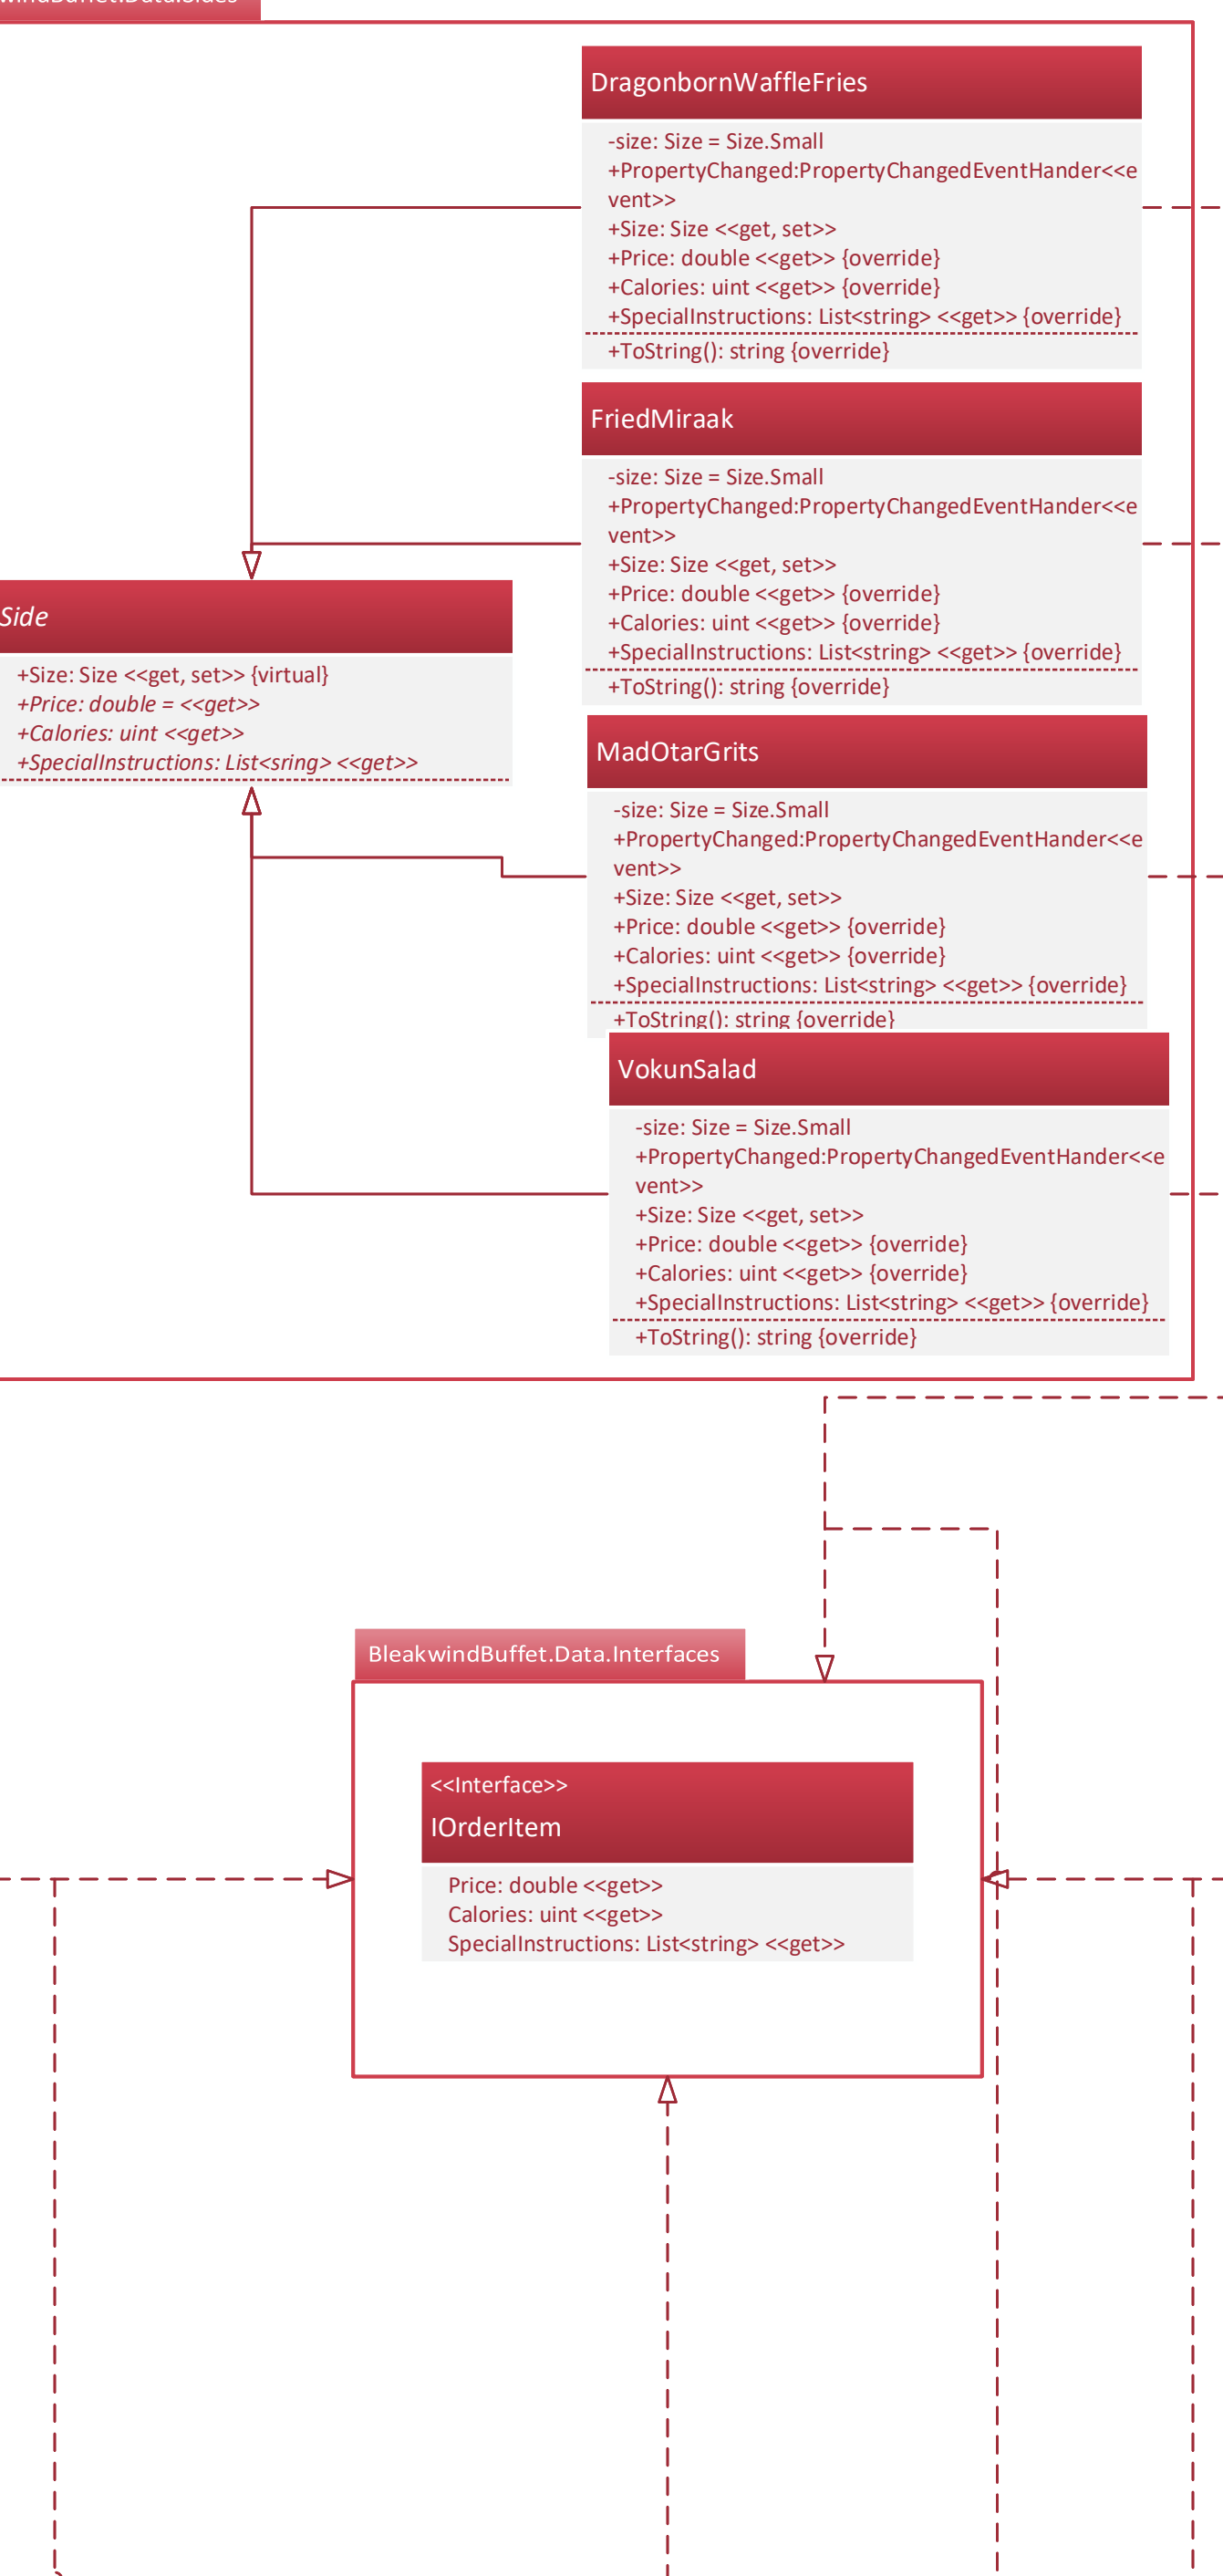 DragonbornWaffleFries
-size: Size = Size.Small
+PropertyChanged:PropertyChangedEventHander<<e
vent>>
+Size: Size <<get, set>>
+Price: double <<get>> {override}
+Calories: uint <<get>> {override}
+SpecialInstructions: List<string> <<get>> {override}
+ToString(): string {override}
FriedMiraak
-size: Size = Size.Small
+PropertyChanged:PropertyChangedEventHander<<e
vent>>
+Size: Size <<get, set>>
+Price: double <<get>> {override}
+Calories: uint <<get>> {override}
+SpecialInstructions: List<string> <<get>> {override}
+ToString(): string {override}
Side
+Size: Size <<get, set>> {virtual}
+Price: double = <<get>>
+Calories: uint <<get>>
+SpecialInstructions: List<sring> <<get>>
MadOtarGrits
-size: Size = Size.Small
+PropertyChanged:PropertyChangedEventHander<<e
vent>>
+Size: Size <<get, set>>
+Price: double <<get>> {override}
+Calories: uint <<get>> {override}
+SpecialInstructions: List<string> <<get>> {override}
+ToString(): string {override}
VokunSalad
-size: Size = Size.Small
+PropertyChanged:PropertyChangedEventHander<<e
vent>>
+Size: Size <<get, set>>
+Price: double <<get>> {override}
+Calories: uint <<get>> {override}
+SpecialInstructions: List<string> <<get>> {override}
+ToString(): string {override}
BleakwindBuffet.Data.Interfaces
<<Interface>>
IOrderItem
Price: double <<get>>
Calories: uint <<get>>
SpecialInstructions: List<string> <<get>>